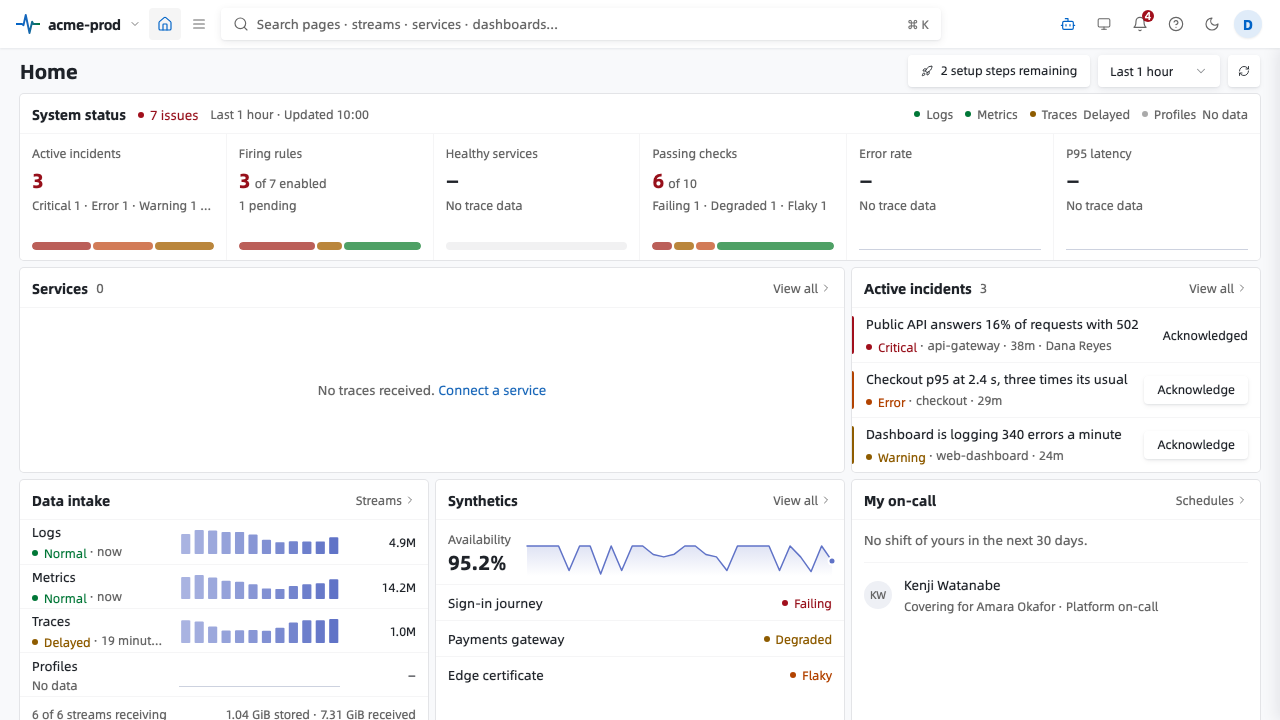 acme-prod
Search pages · streams · services · dashboards...
⌘ K
4
D
Home
2 setup steps remaining
Last 1 hour
System status
7 issues
Last 1 hour · Updated 10:00
Logs
Metrics
Traces Delayed
Profiles No data
Active incidents
3
Critical 1 · Error 1 · Warning 1 ...
Firing rules
3 of 7 enabled
1 pending
Healthy services
–
No trace data
Passing checks
6 of 10
Failing 1 · Degraded 1 · Flaky 1
Error rate
–
No trace data
P95 latency
–
No trace data
Services 0
View all
No traces received. Connect a service
Active incidents 3
View all
Public API answers 16% of requests with 502
Critical · api-gateway · 38m · Dana Reyes
Acknowledged
Checkout p95 at 2.4 s, three times its usual
Error · checkout · 29m
Acknowledge
Dashboard is logging 340 errors a minute
Warning · web-dashboard · 24m
Acknowledge
Data intake
Streams
Logs
Normal · now
4.9M
Metrics
Normal · now
14.2M
Traces
Delayed · 19 minut...
1.0M
Profiles
No data
–
6 of 6 streams receiving
1.04 GiB stored · 7.31 GiB received
Synthetics
View all
Availability
95.2%
Sign-in journey
Failing
Payments gateway
Degraded
Edge certificate
Flaky
My on-call
Schedules
No shift of yours in the next 30 days.
KW
Kenji Watanabe
Covering for Amara Okafor · Platform on-call